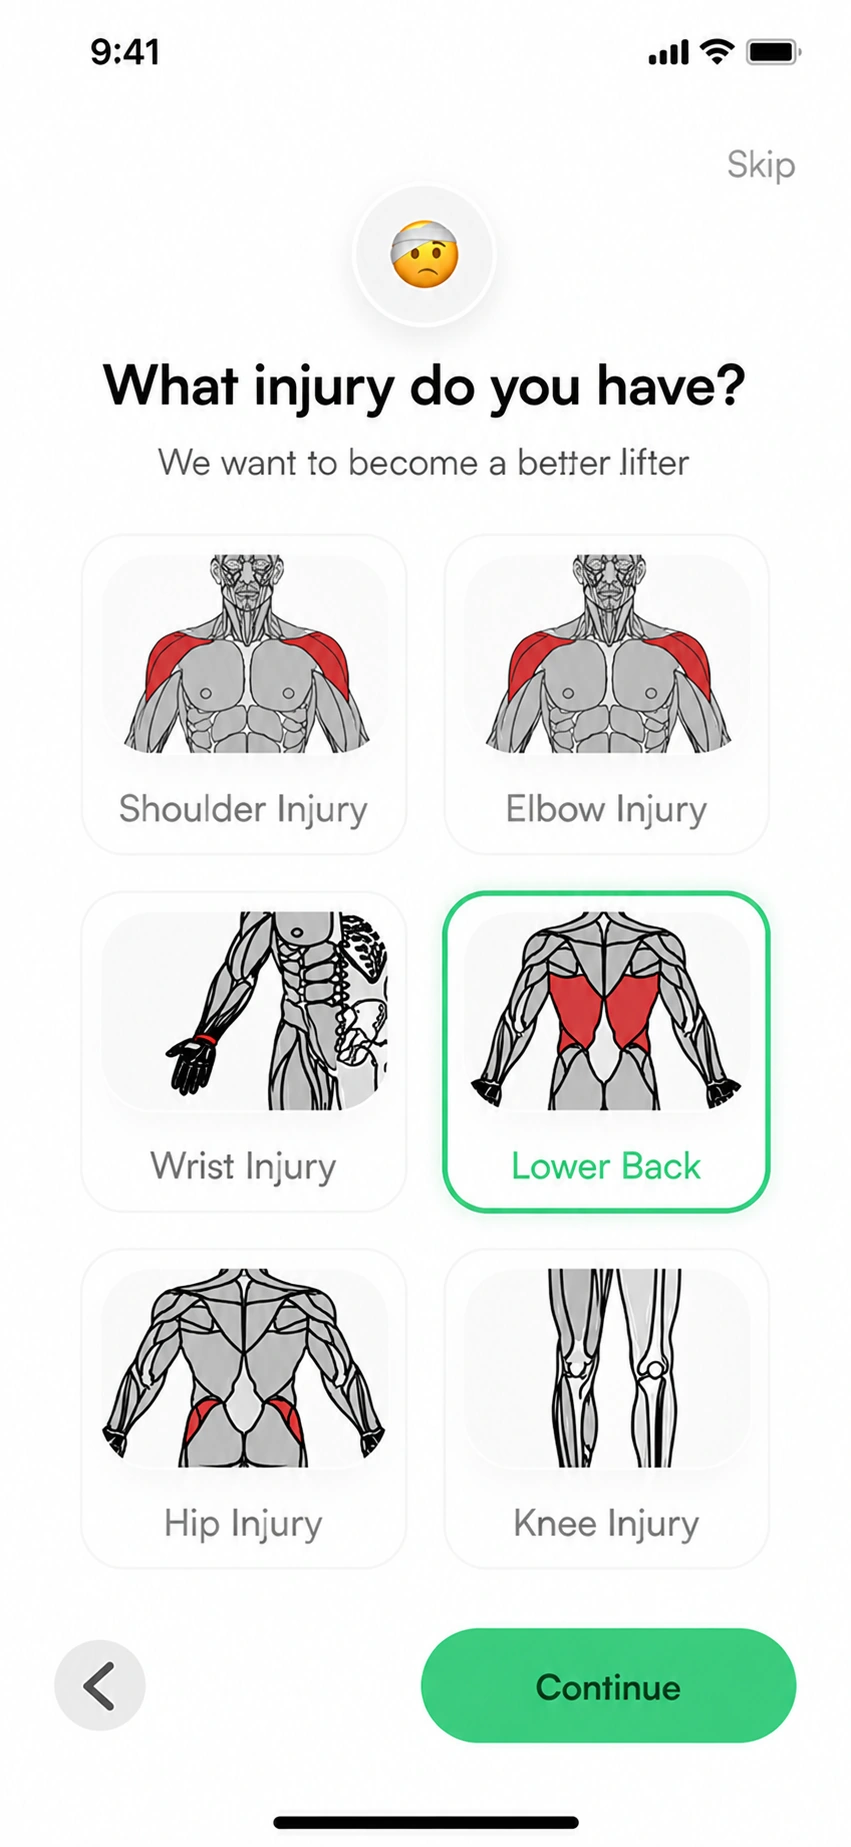 9:41
Skip
What injury do you have?
We want to become a better lifter
Shoulder Injury
Elbow Injury
Wrist Injury
Lower Back
Hip Injury
Knee Injury
Continue